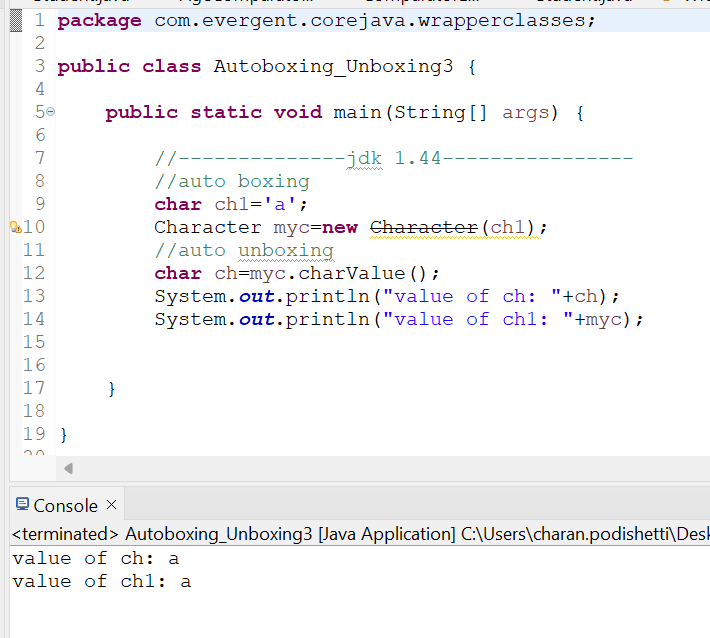 1 package com.evergent.corejava.wrapperclasses;
2
3 public class Autoboxing_Unboxing3 {
4
5 public static void main(String[] args) {
6
7 //--------------jdk 1.44----------------
8 //auto boxing
9 char ch1='a';
10 Character myc=new Character(ch1);
11 //auto unboxing
12 char ch=myc.charValue();
13 System.out.println("value of ch: "+ch);
14 System.out.println("value of ch1: "+myc);
15
16
17 }
18
19 }
20
Console
<terminated> Autoboxing_Unboxing3 [Java Application] C:\Users\charan.podishetti\Desk
value of ch: a
value of ch1: a